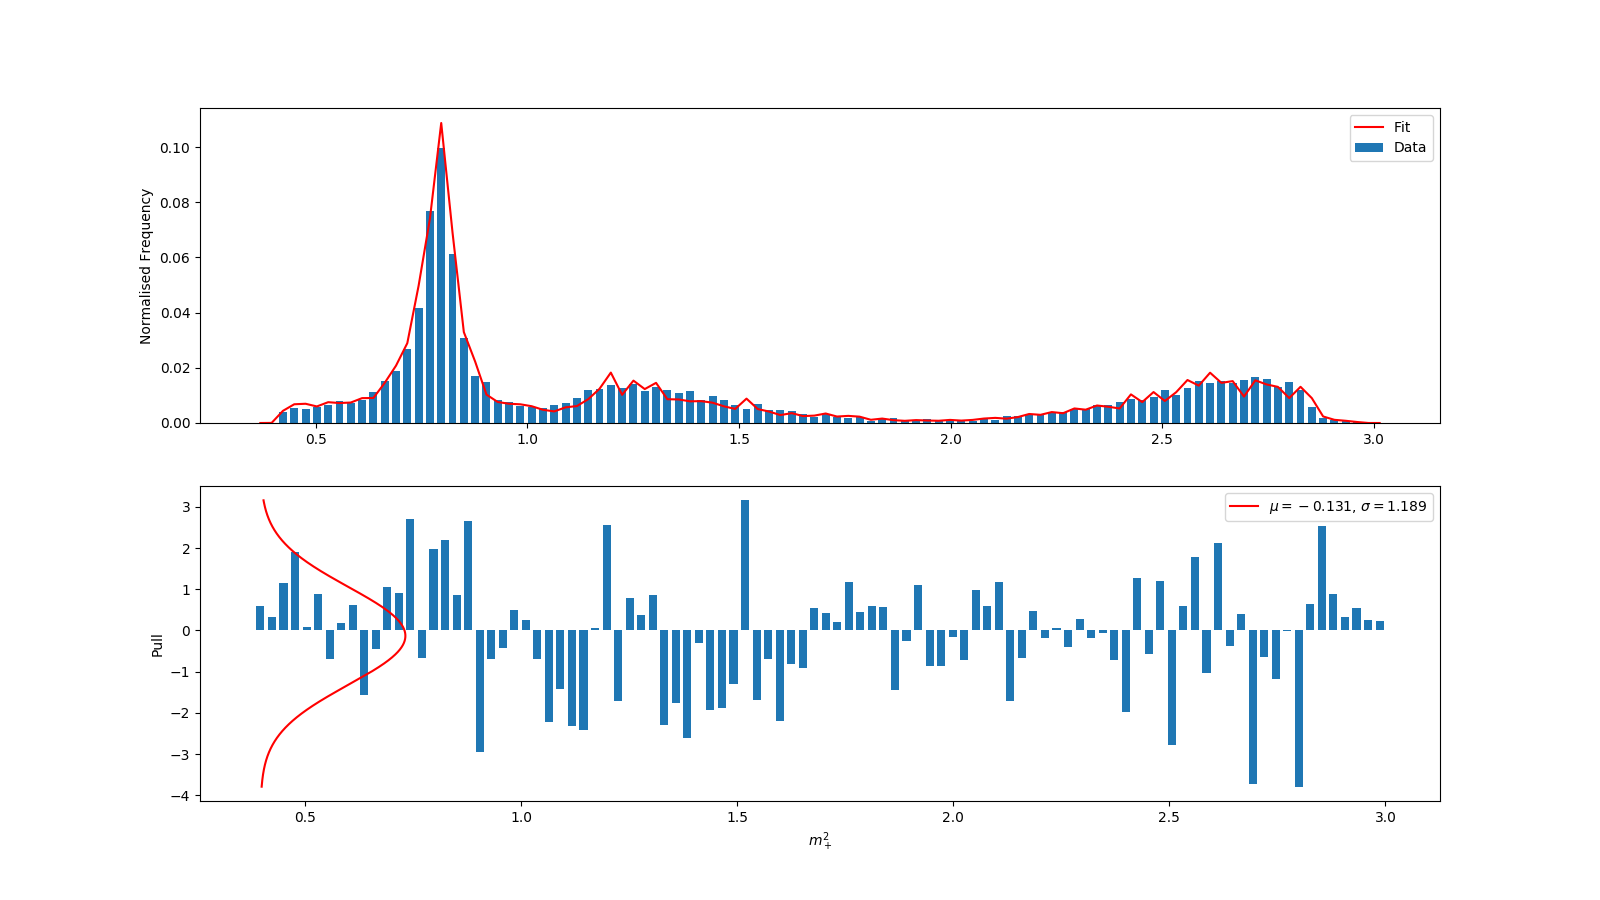 Fit
Data
Normalised Frequency
0.10
0.08
0.06
0.04
0.02
0.00
0.5 1.0 1.5 2.0 2.5 3.0
μ = −0.131, σ = 1.189
Pull
3
2
1
0
−1
−2
−3
−4
0.5 1.0 1.5 2.0 2.5 3.0
m²₊